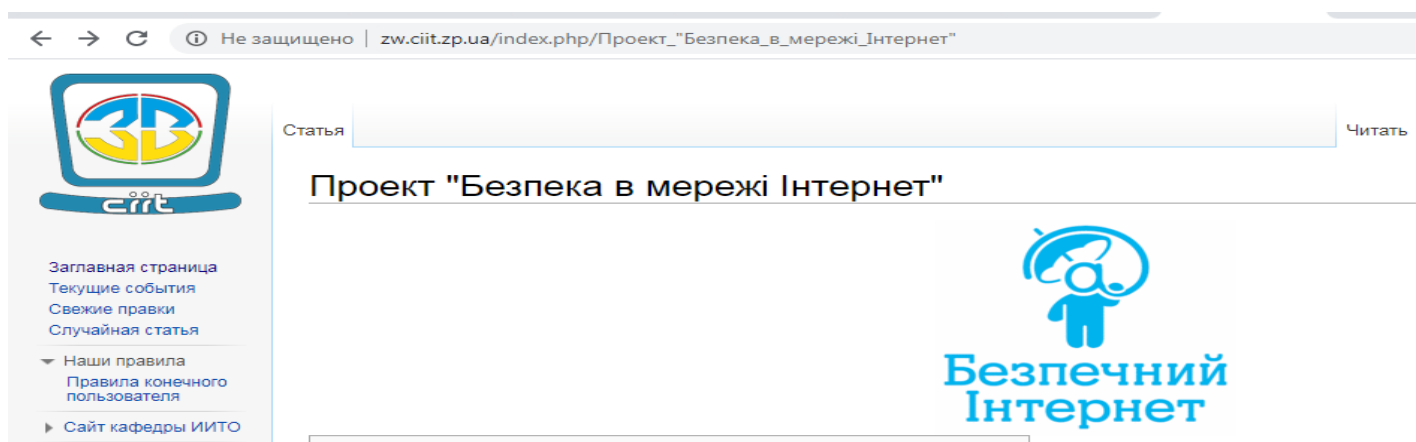 Не защищено | zw.ciit.zp.ua/index.php/Проект_"Безпека_в_мережі_Інтернет"
ЗВ
ciit
Статья
Читать
Проект "Безпека в мережі Інтернет"
Заглавная страница
Текущие события
Свежие правки
Случайная статья
Наши правила
Правила конечного
пользователя
Сайт кафедры ИИТО
@
Безпечний
Інтернет